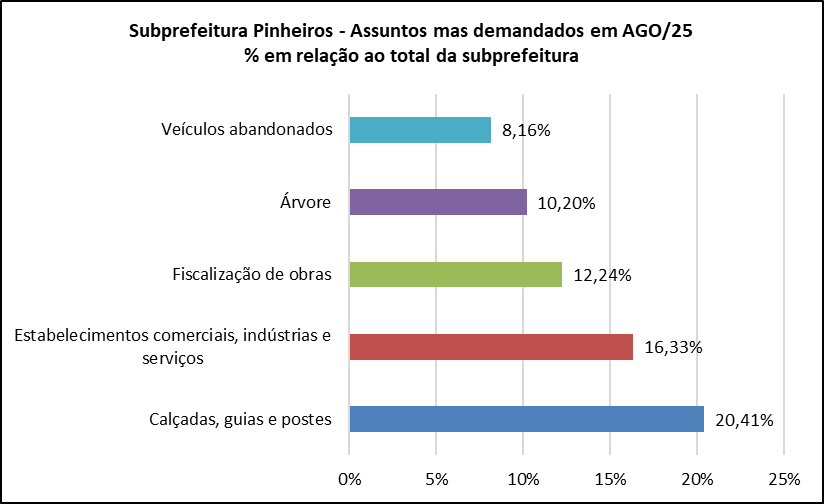 Subprefeitura Pinheiros - Assuntos mas demandados em AGO/25
% em relação ao total da subprefeitura
Veículos abandonados
8,16%
Árvore
10,20%
Fiscalização de obras
12,24%
Estabelecimentos comerciais, indústrias e
serviços
16,33%
Calçadas, guias e postes
20,41%
0%
5%
10%
15%
20%
25%